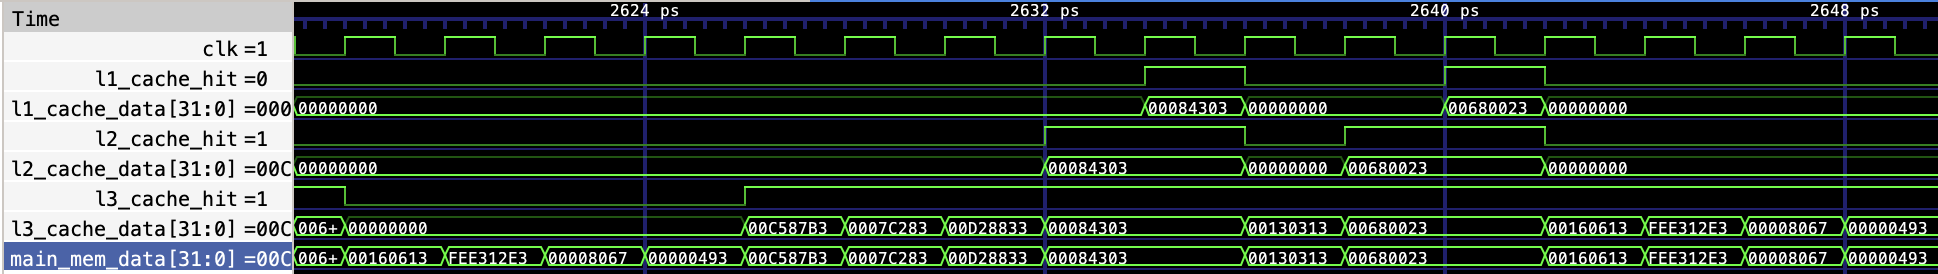 Time 2624 ps 2632 ps 2640 ps 2648 ps
clk =1
l1_cache_hit =0
l1_cache_data[31:0] =000 00000000 00084303 00000000 00680023 00000000
l2_cache_hit =1
l2_cache_data[31:0] =00C 00000000 00084303 00000000 00680023 00000000
l3_cache_hit =1
l3_cache_data[31:0] =00C 006+ 00000000 00C587B3 0007C283 00D28833 00084303 00130313 00680023 00160613 FEE312E3 00008067 00000493
main_mem_data[31:0] =00C 006+ 00160613 FEE312E3 00008067 00000493 00C587B3 0007C283 00D28833 00084303 00130313 00680023 00160613 FEE312E3 00008067 00000493